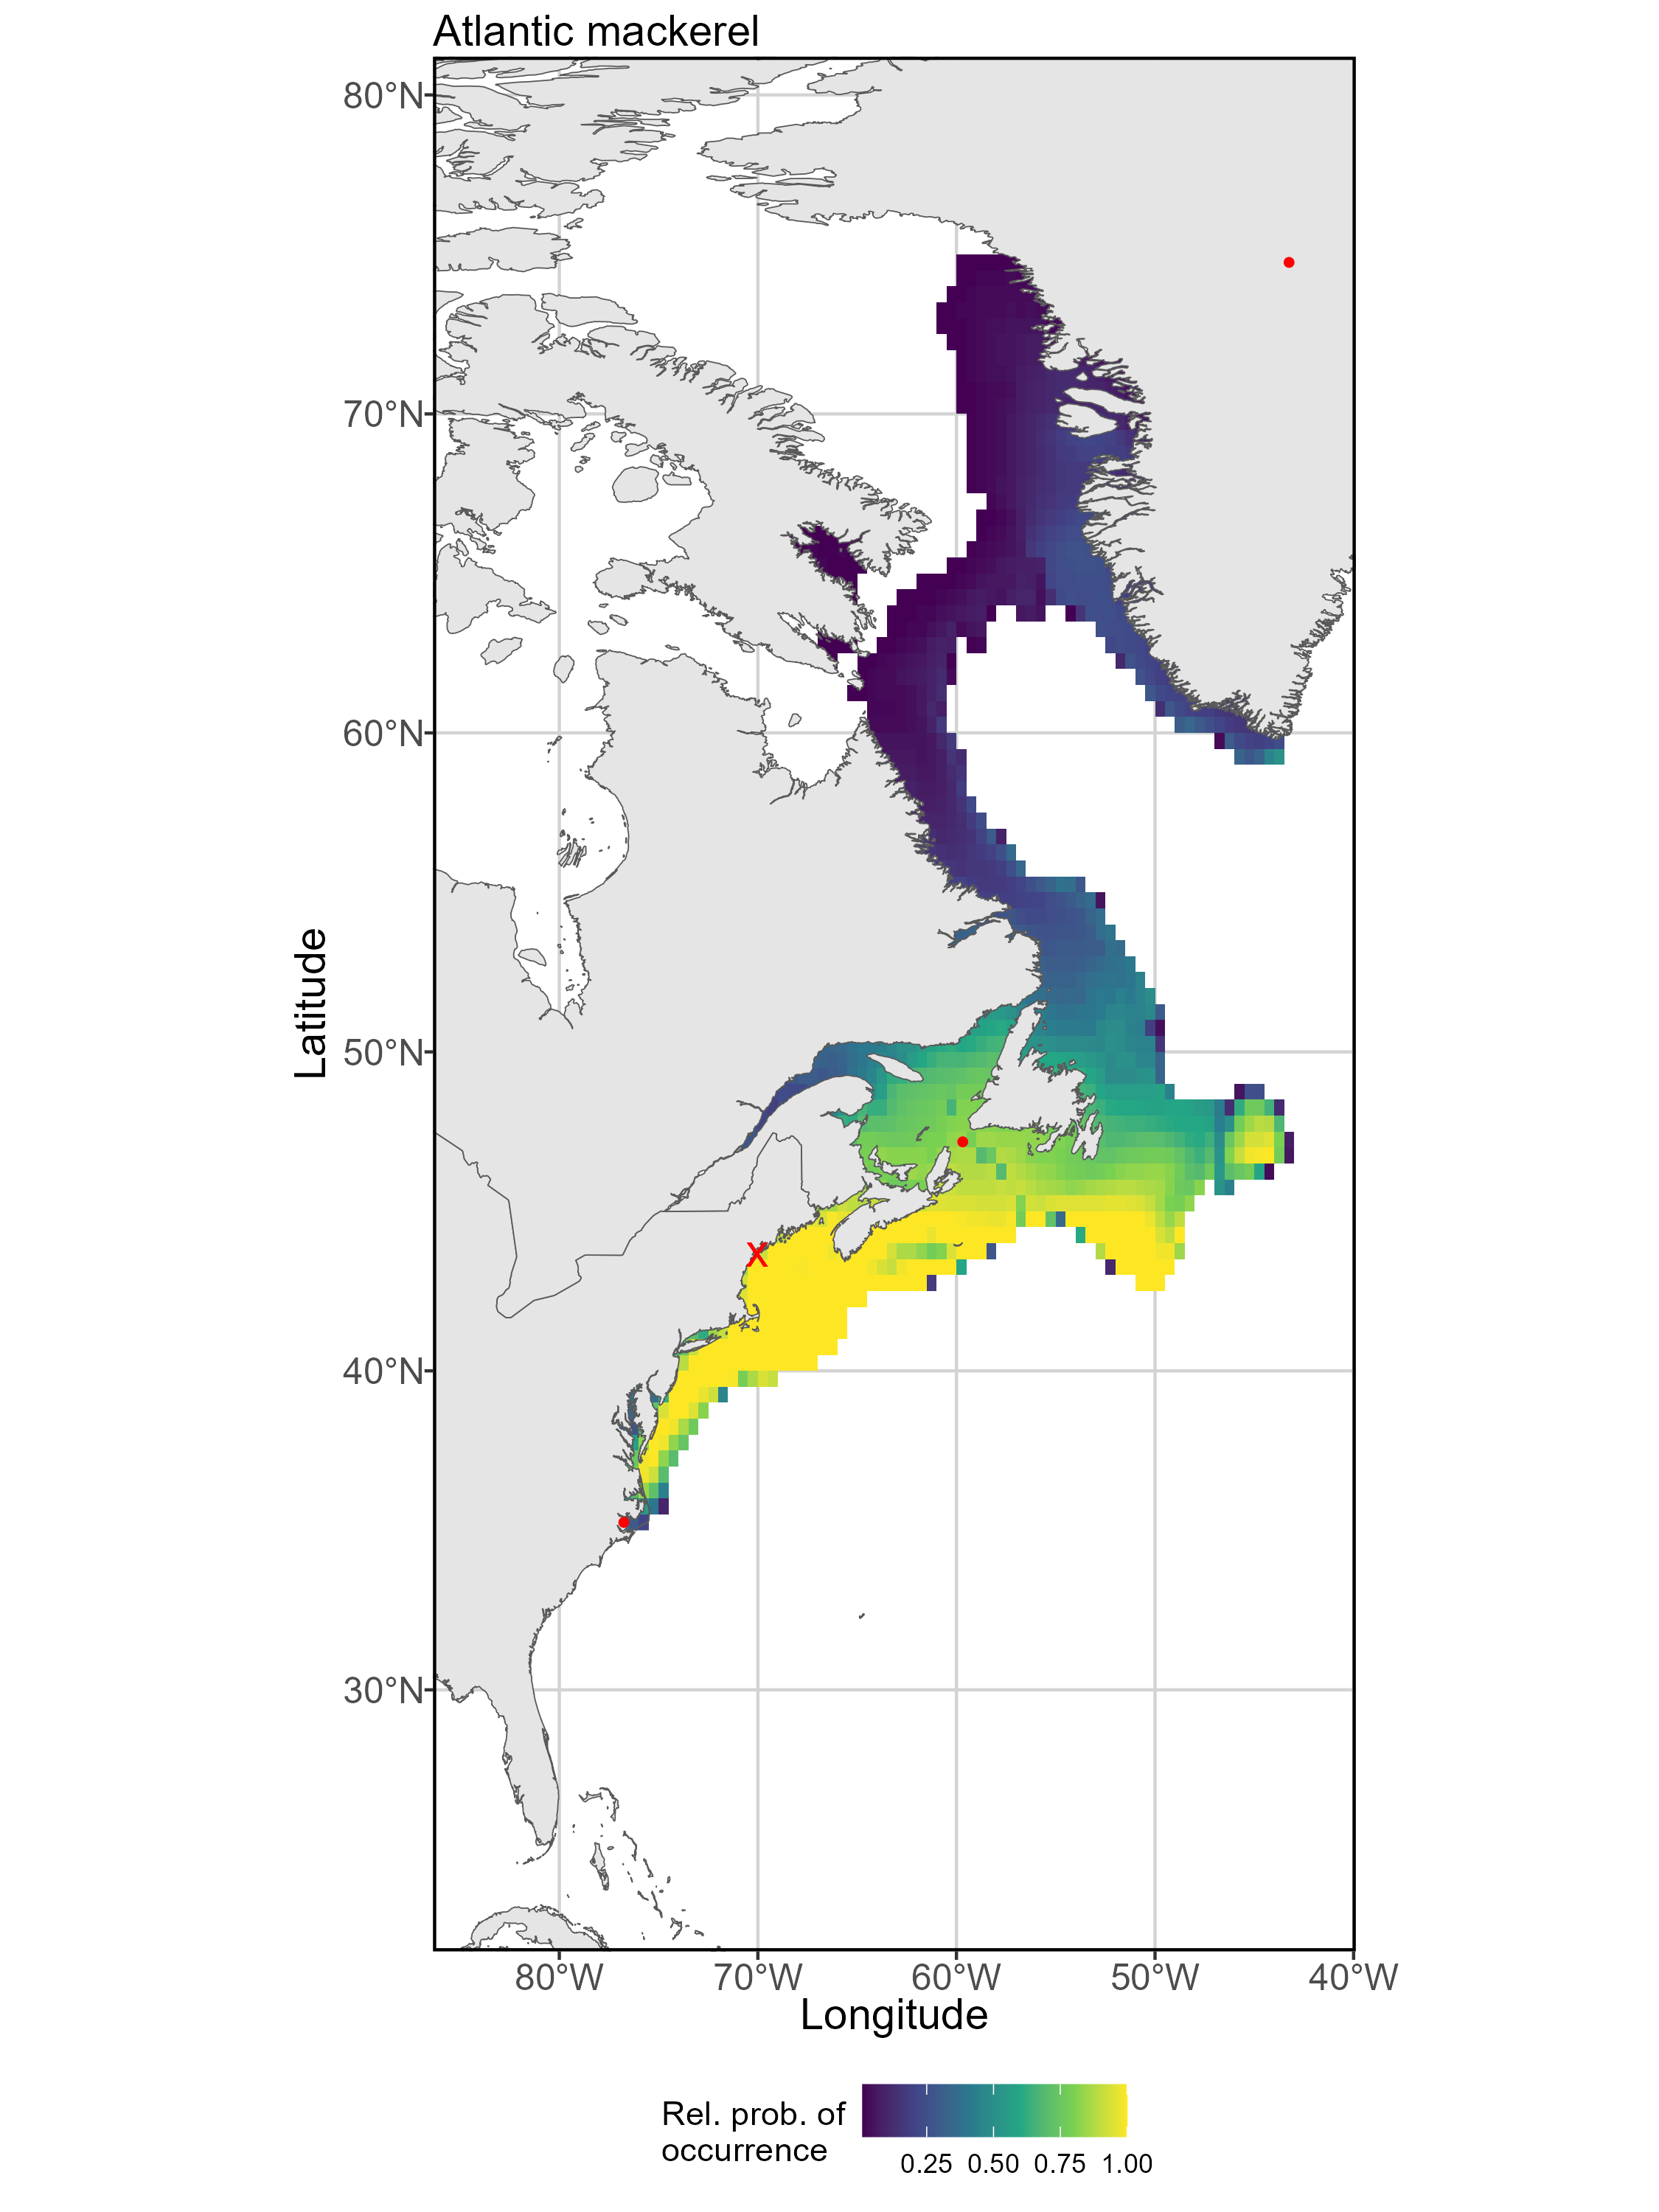 Atlantic mackerel
80°N
70°N
60°N
50°N
40°N
30°N
Latitude
X
80°W 70°W 60°W 50°W 40°W
Longitude
Rel. prob. of
occurrence
0.25 0.50 0.75 1.00